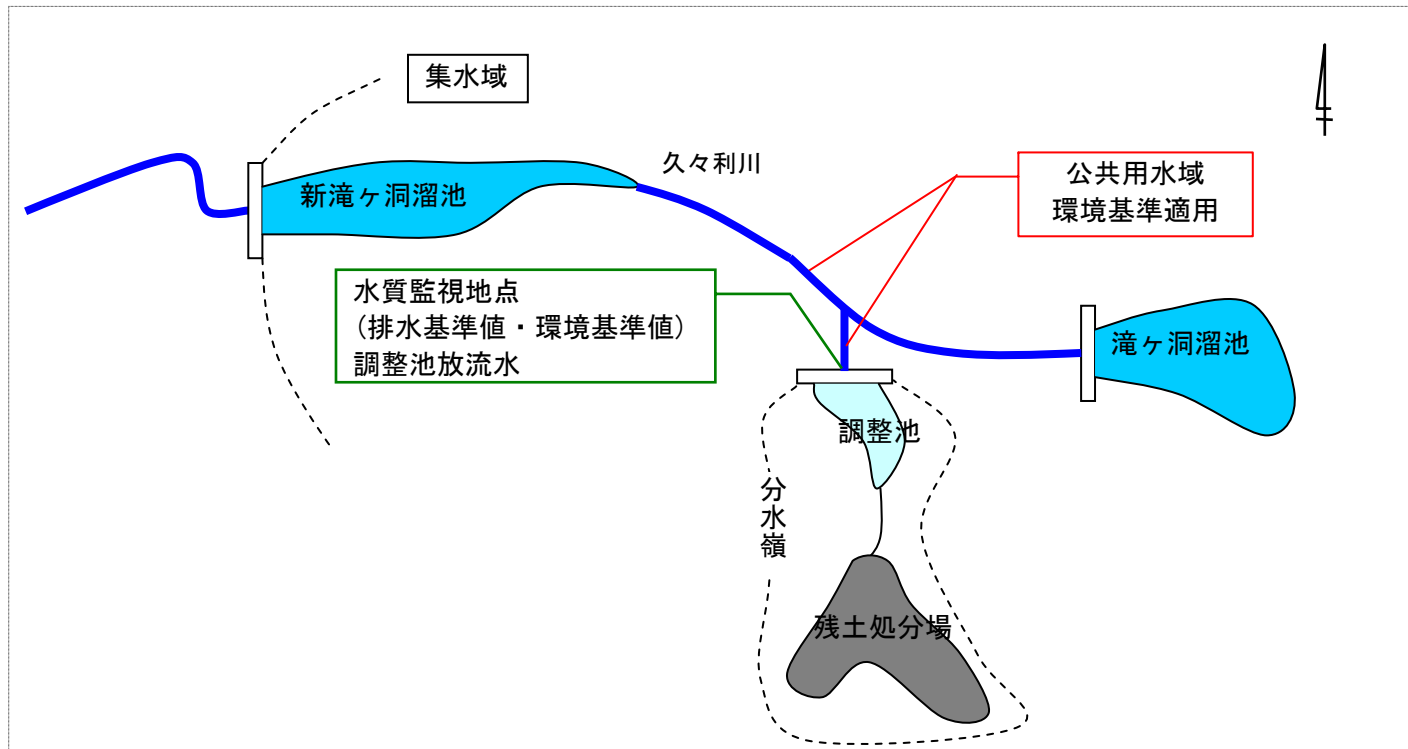 集水域
久々利川
新滝ヶ洞溜池
公共用水域
環境基準適用
水質監視地点
(排水基準値・環境基準値)
調整池放流水
滝ヶ洞溜池
調整池
分水嶺
残土処分場